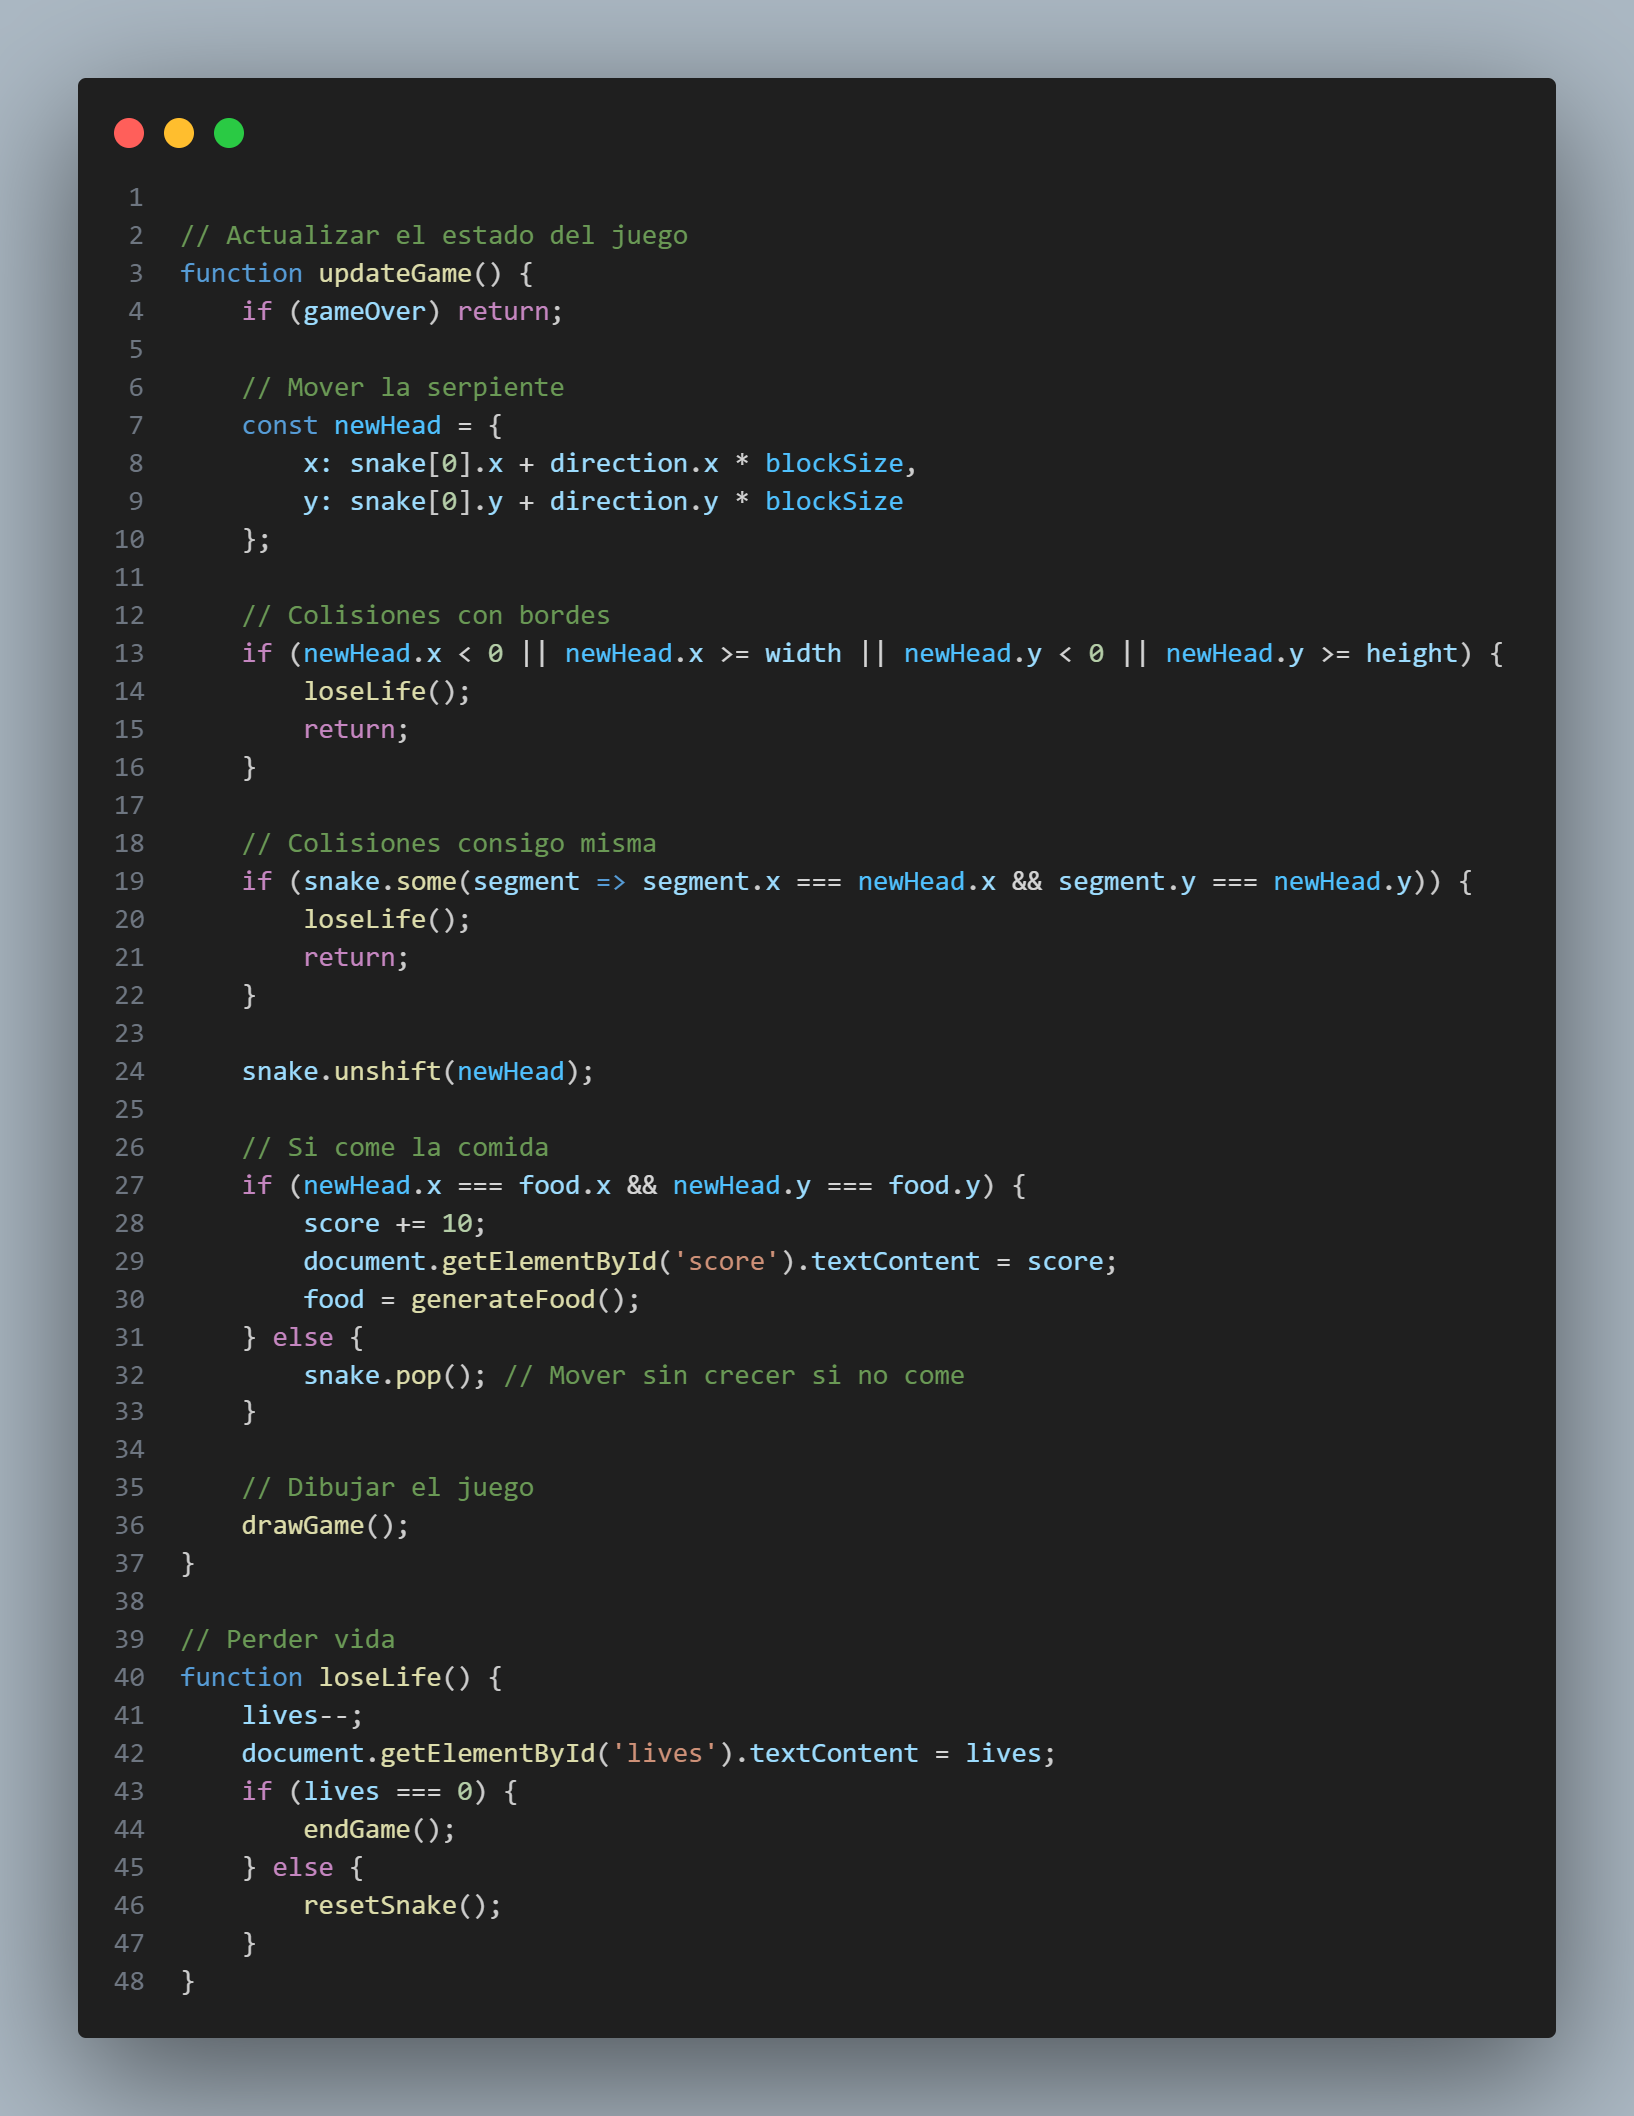 1
2 // Actualizar el estado del juego
3 function updateGame() {
4     if (gameOver) return;
5
6     // Mover la serpiente
7     const newHead = {
8         x: snake[0].x + direction.x * blockSize,
9         y: snake[0].y + direction.y * blockSize
10     };
11
12     // Colisiones con bordes
13     if (newHead.x < 0 || newHead.x >= width || newHead.y < 0 || newHead.y >= height) {
14         loseLife();
15         return;
16     }
17
18     // Colisiones consigo misma
19     if (snake.some(segment => segment.x === newHead.x && segment.y === newHead.y)) {
20         loseLife();
21         return;
22     }
23
24     snake.unshift(newHead);
25
26     // Si come la comida
27     if (newHead.x === food.x && newHead.y === food.y) {
28         score += 10;
29         document.getElementById('score').textContent = score;
30         food = generateFood();
31     } else {
32         snake.pop(); // Mover sin crecer si no come
33     }
34
35     // Dibujar el juego
36     drawGame();
37 }
38
39 // Perder vida
40 function loseLife() {
41     lives--;
42     document.getElementById('lives').textContent = lives;
43     if (lives === 0) {
44         endGame();
45     } else {
46         resetSnake();
47     }
48 }